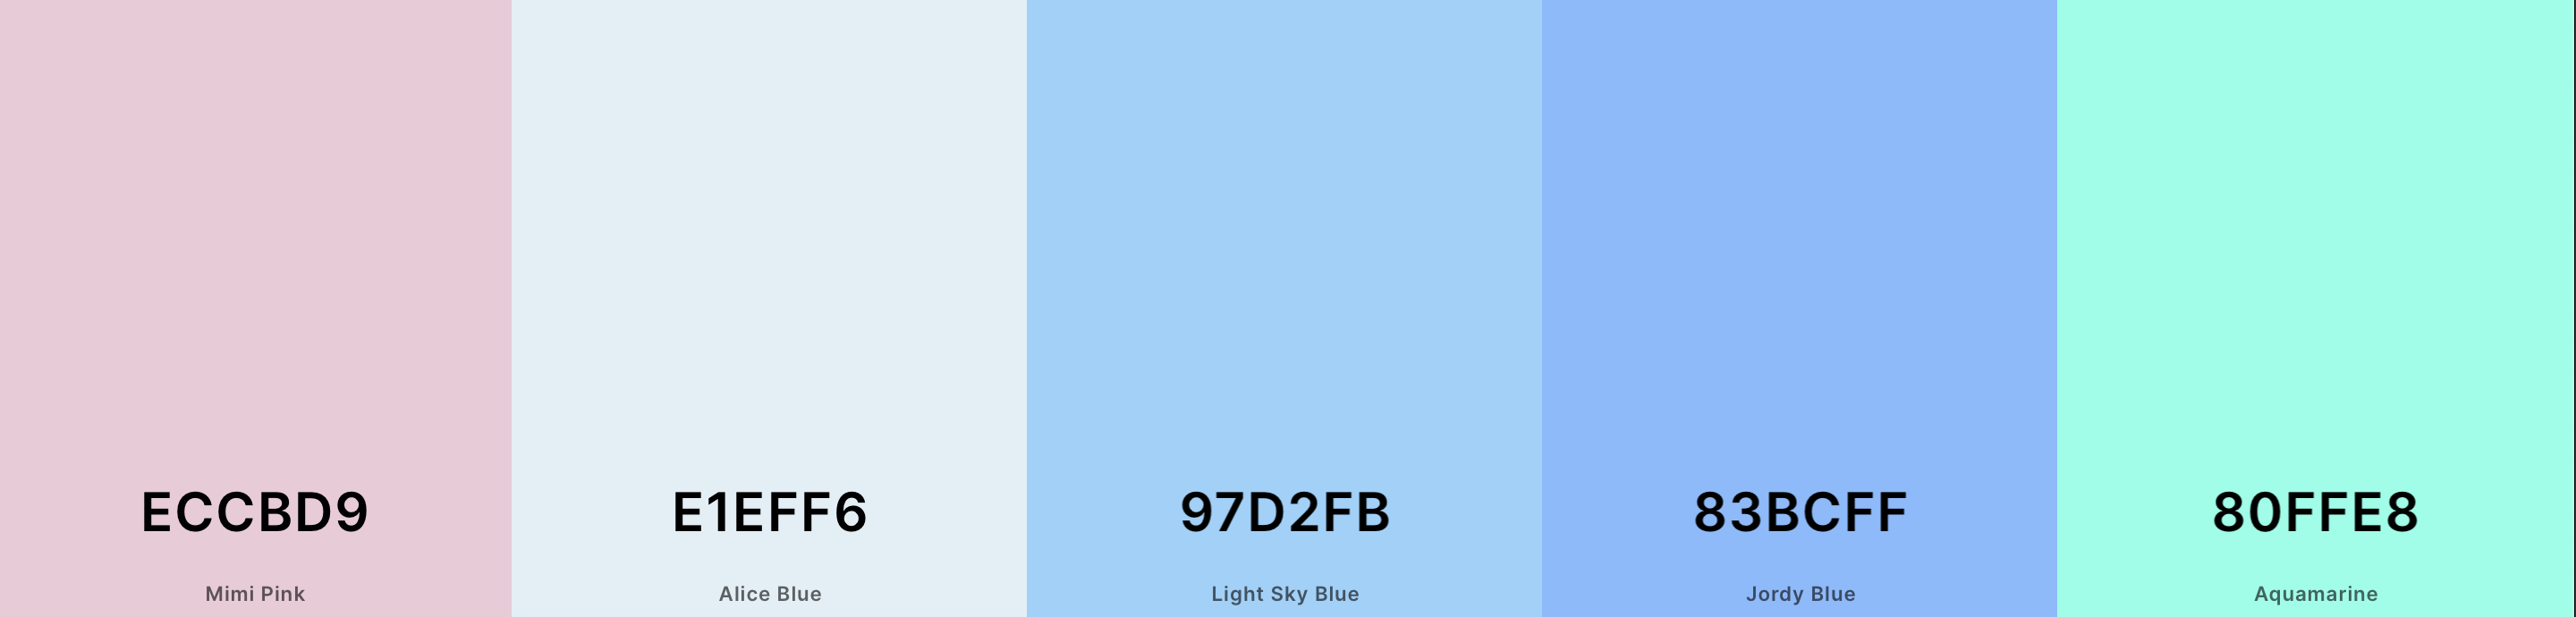 ECCBD9
Mimi Pink
E1EFF6
Alice Blue
97D2FB
Light Sky Blue
83BCFF
Jordy Blue
80FFE8
Aquamarine